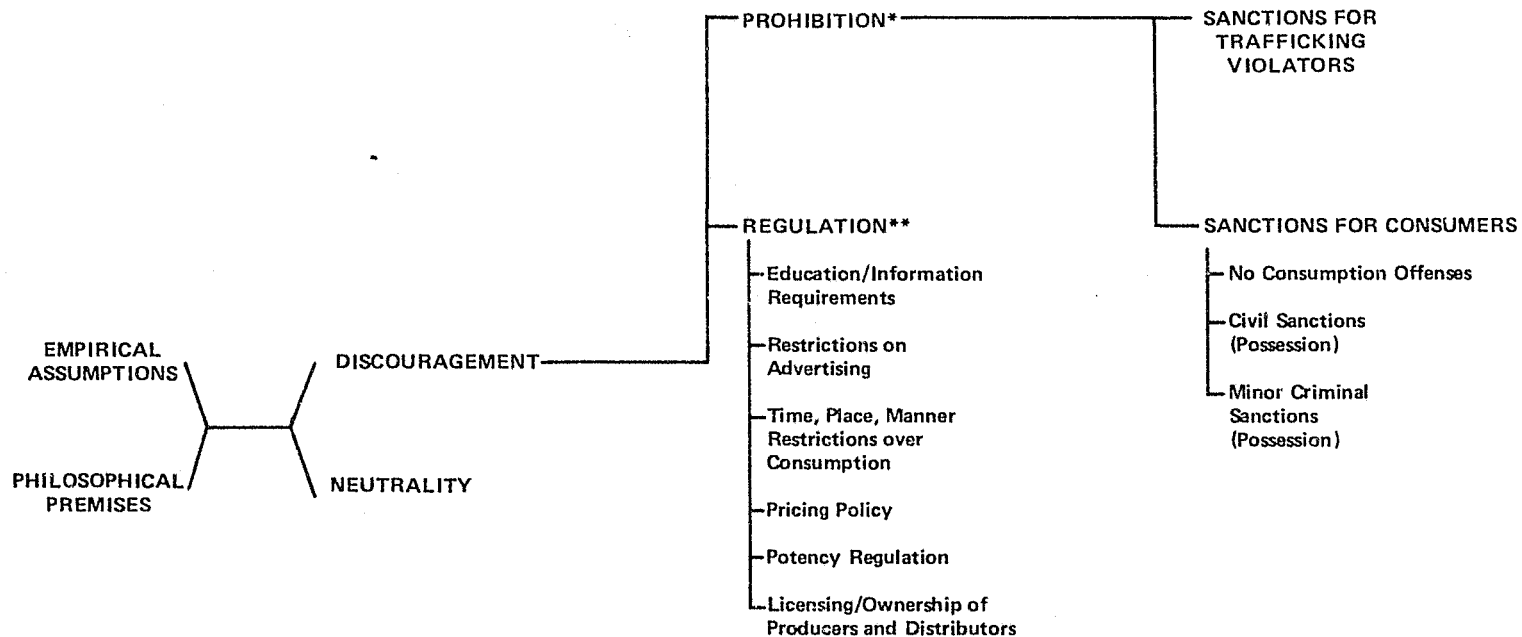 EMPIRICAL
ASSUMPTIONS
PHILOSOPHICAL
PREMISES
DISCOURAGEMENT
NEUTRALITY
PROHIBITION*
REGULATION**
Education/Information
Requirements
Restrictions on
Advertising
Time, Place, Manner
Restrictions over
Consumption
Pricing Policy
Potency Regulation
Licensing/Ownership of
Producers and Distributors
SANCTIONS FOR
TRAFFICKING
VIOLATORS
SANCTIONS FOR CONSUMERS
No Consumption Offenses
Civil Sanctions
(Possession)
Minor Criminal
Sanctions
(Possession)